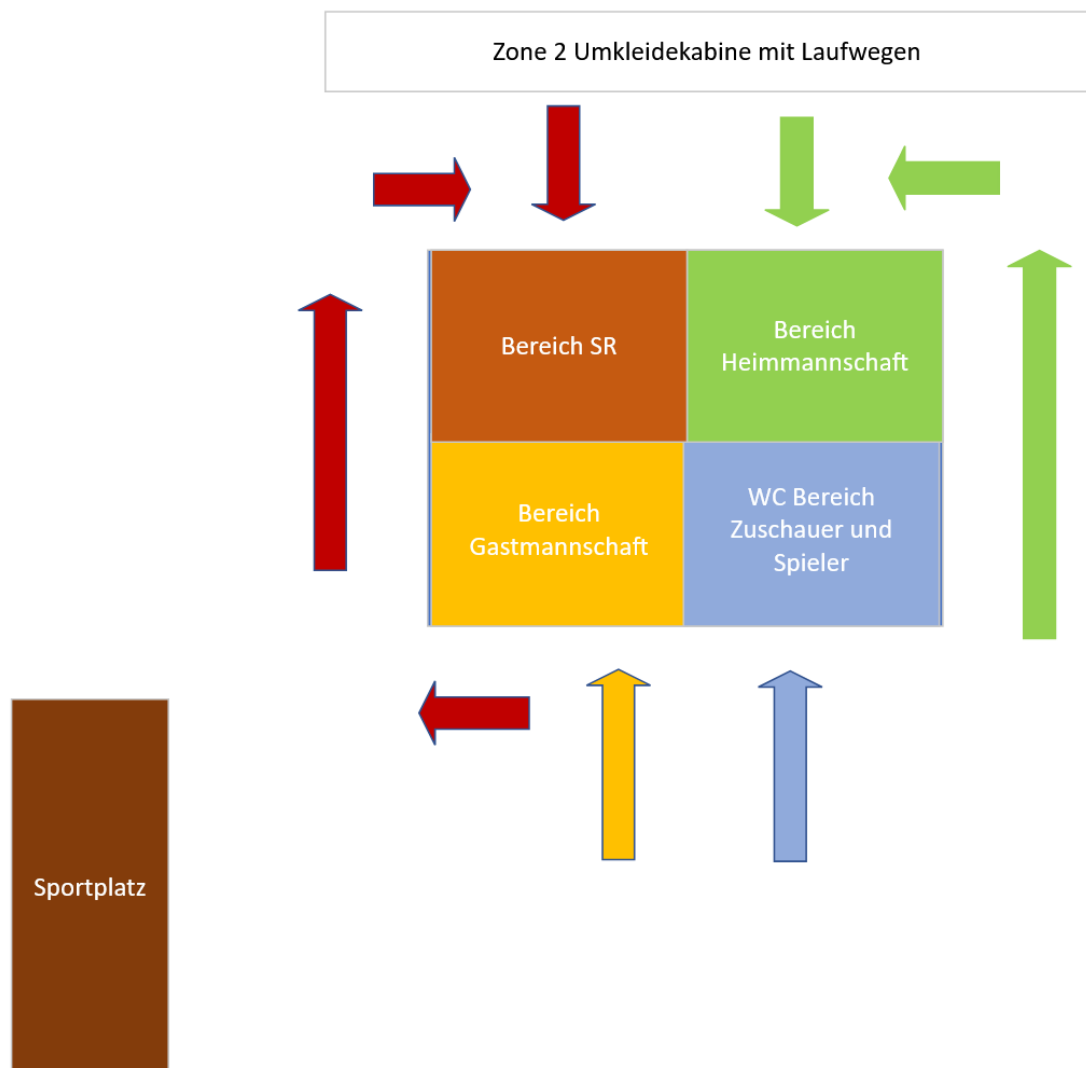 Zone 2 Umkleidekabine mit Laufwegen
Bereich SR
Bereich
Heimmannschaft
Bereich
Gastmannschaft
WC Bereich
Zuschauer und
Spieler
Sportplatz